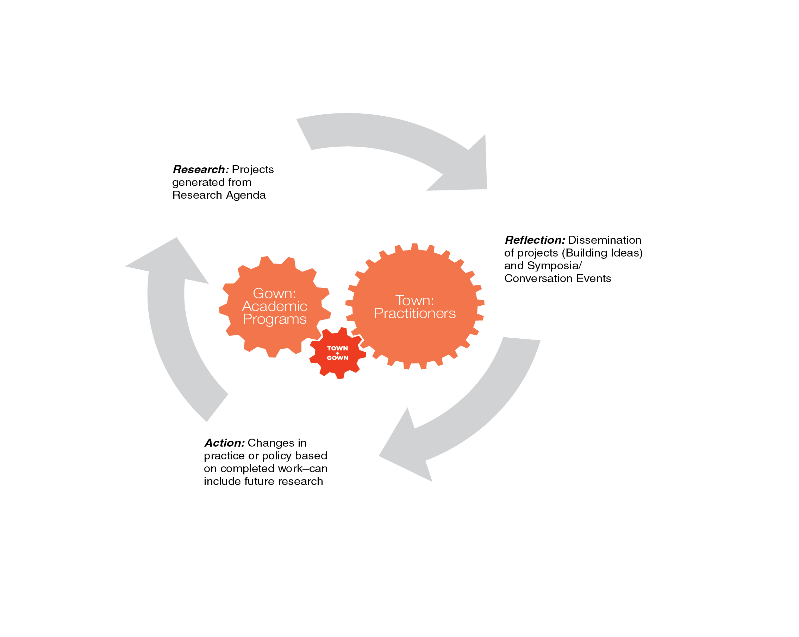 Research: Projects
generated from
Research Agenda
Reflection: Dissemination
of projects (Building Ideas)
and Symposia/
Conversation Events
Gown:
Academic
Programs
Town:
Practitioners
TOWN
+
GOWN
Action: Changes in
practice or policy based
on completed work–can
include future research